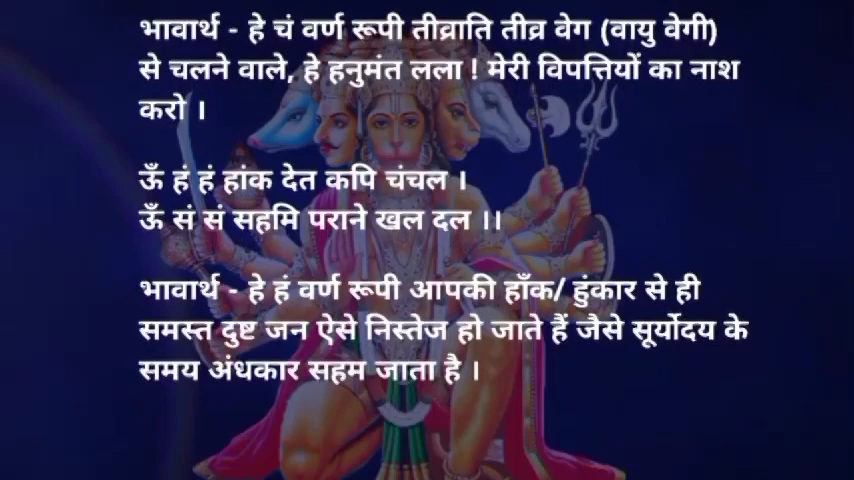 भावार्थ - हे चं वर्ण रूपी तीव्राति तीव्र वेग (वायु वेगी)
से चलने वाले, हे हनुमंत लला ! मेरी विपत्तियों का नाश
करो ।
ऊँ हं हं हांक देत कपि चंचल ।
ऊँ सं सं सहमि पराने खल दल ।।
भावार्थ - हे हं वर्ण रूपी आपकी हाँक/ हुंकार से ही
समस्त दुष्ट जन ऐसे निस्तेज हो जाते हैं जैसे सूर्योदय के
समय अंधकार सहम जाता है ।